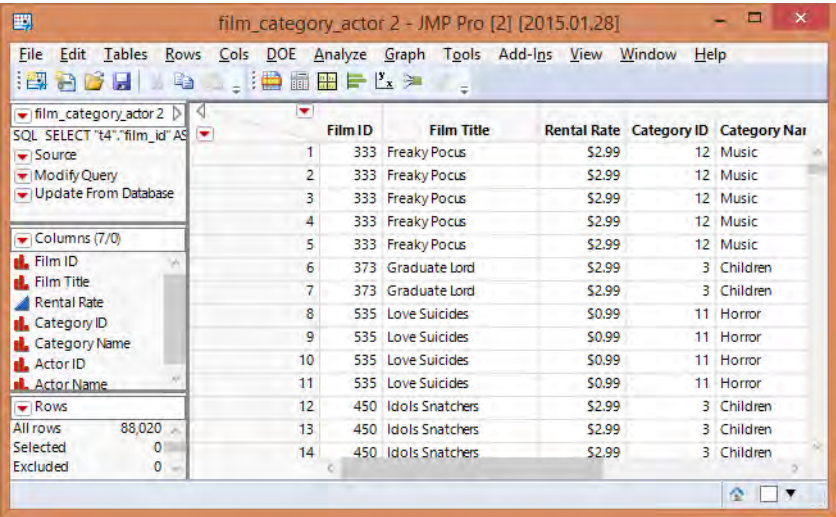 film_category_actor 2 - JMP Pro [2] [2015.01.28]
File Edit Tables Rows Cols DOE Analyze Graph Tools Add-Ins View Window Help
film_category_actor 2
SQL SELECT "t4"."film_id" AS
Source
Modify Query
Update From Database
Columns (7/0)
Film ID
Film Title
Rental Rate
Category ID
Category Name
Actor ID
Actor Name
Rows
All rows 88,020
Selected 0
Excluded 0
Film ID Film Title Rental Rate Category ID Category Nar
1 333 Freaky Pocus $2.99 12 Music
2 333 Freaky Pocus $2.99 12 Music
3 333 Freaky Pocus $2.99 12 Music
4 333 Freaky Pocus $2.99 12 Music
5 333 Freaky Pocus $2.99 12 Music
6 373 Graduate Lord $2.99 3 Children
7 373 Graduate Lord $2.99 3 Children
8 535 Love Suicides $0.99 11 Horror
9 535 Love Suicides $0.99 11 Horror
10 535 Love Suicides $0.99 11 Horror
11 535 Love Suicides $0.99 11 Horror
12 450 Idols Snatchers $2.99 3 Children
13 450 Idols Snatchers $2.99 3 Children
14 450 Idols Snatchers $2.99 3 Children